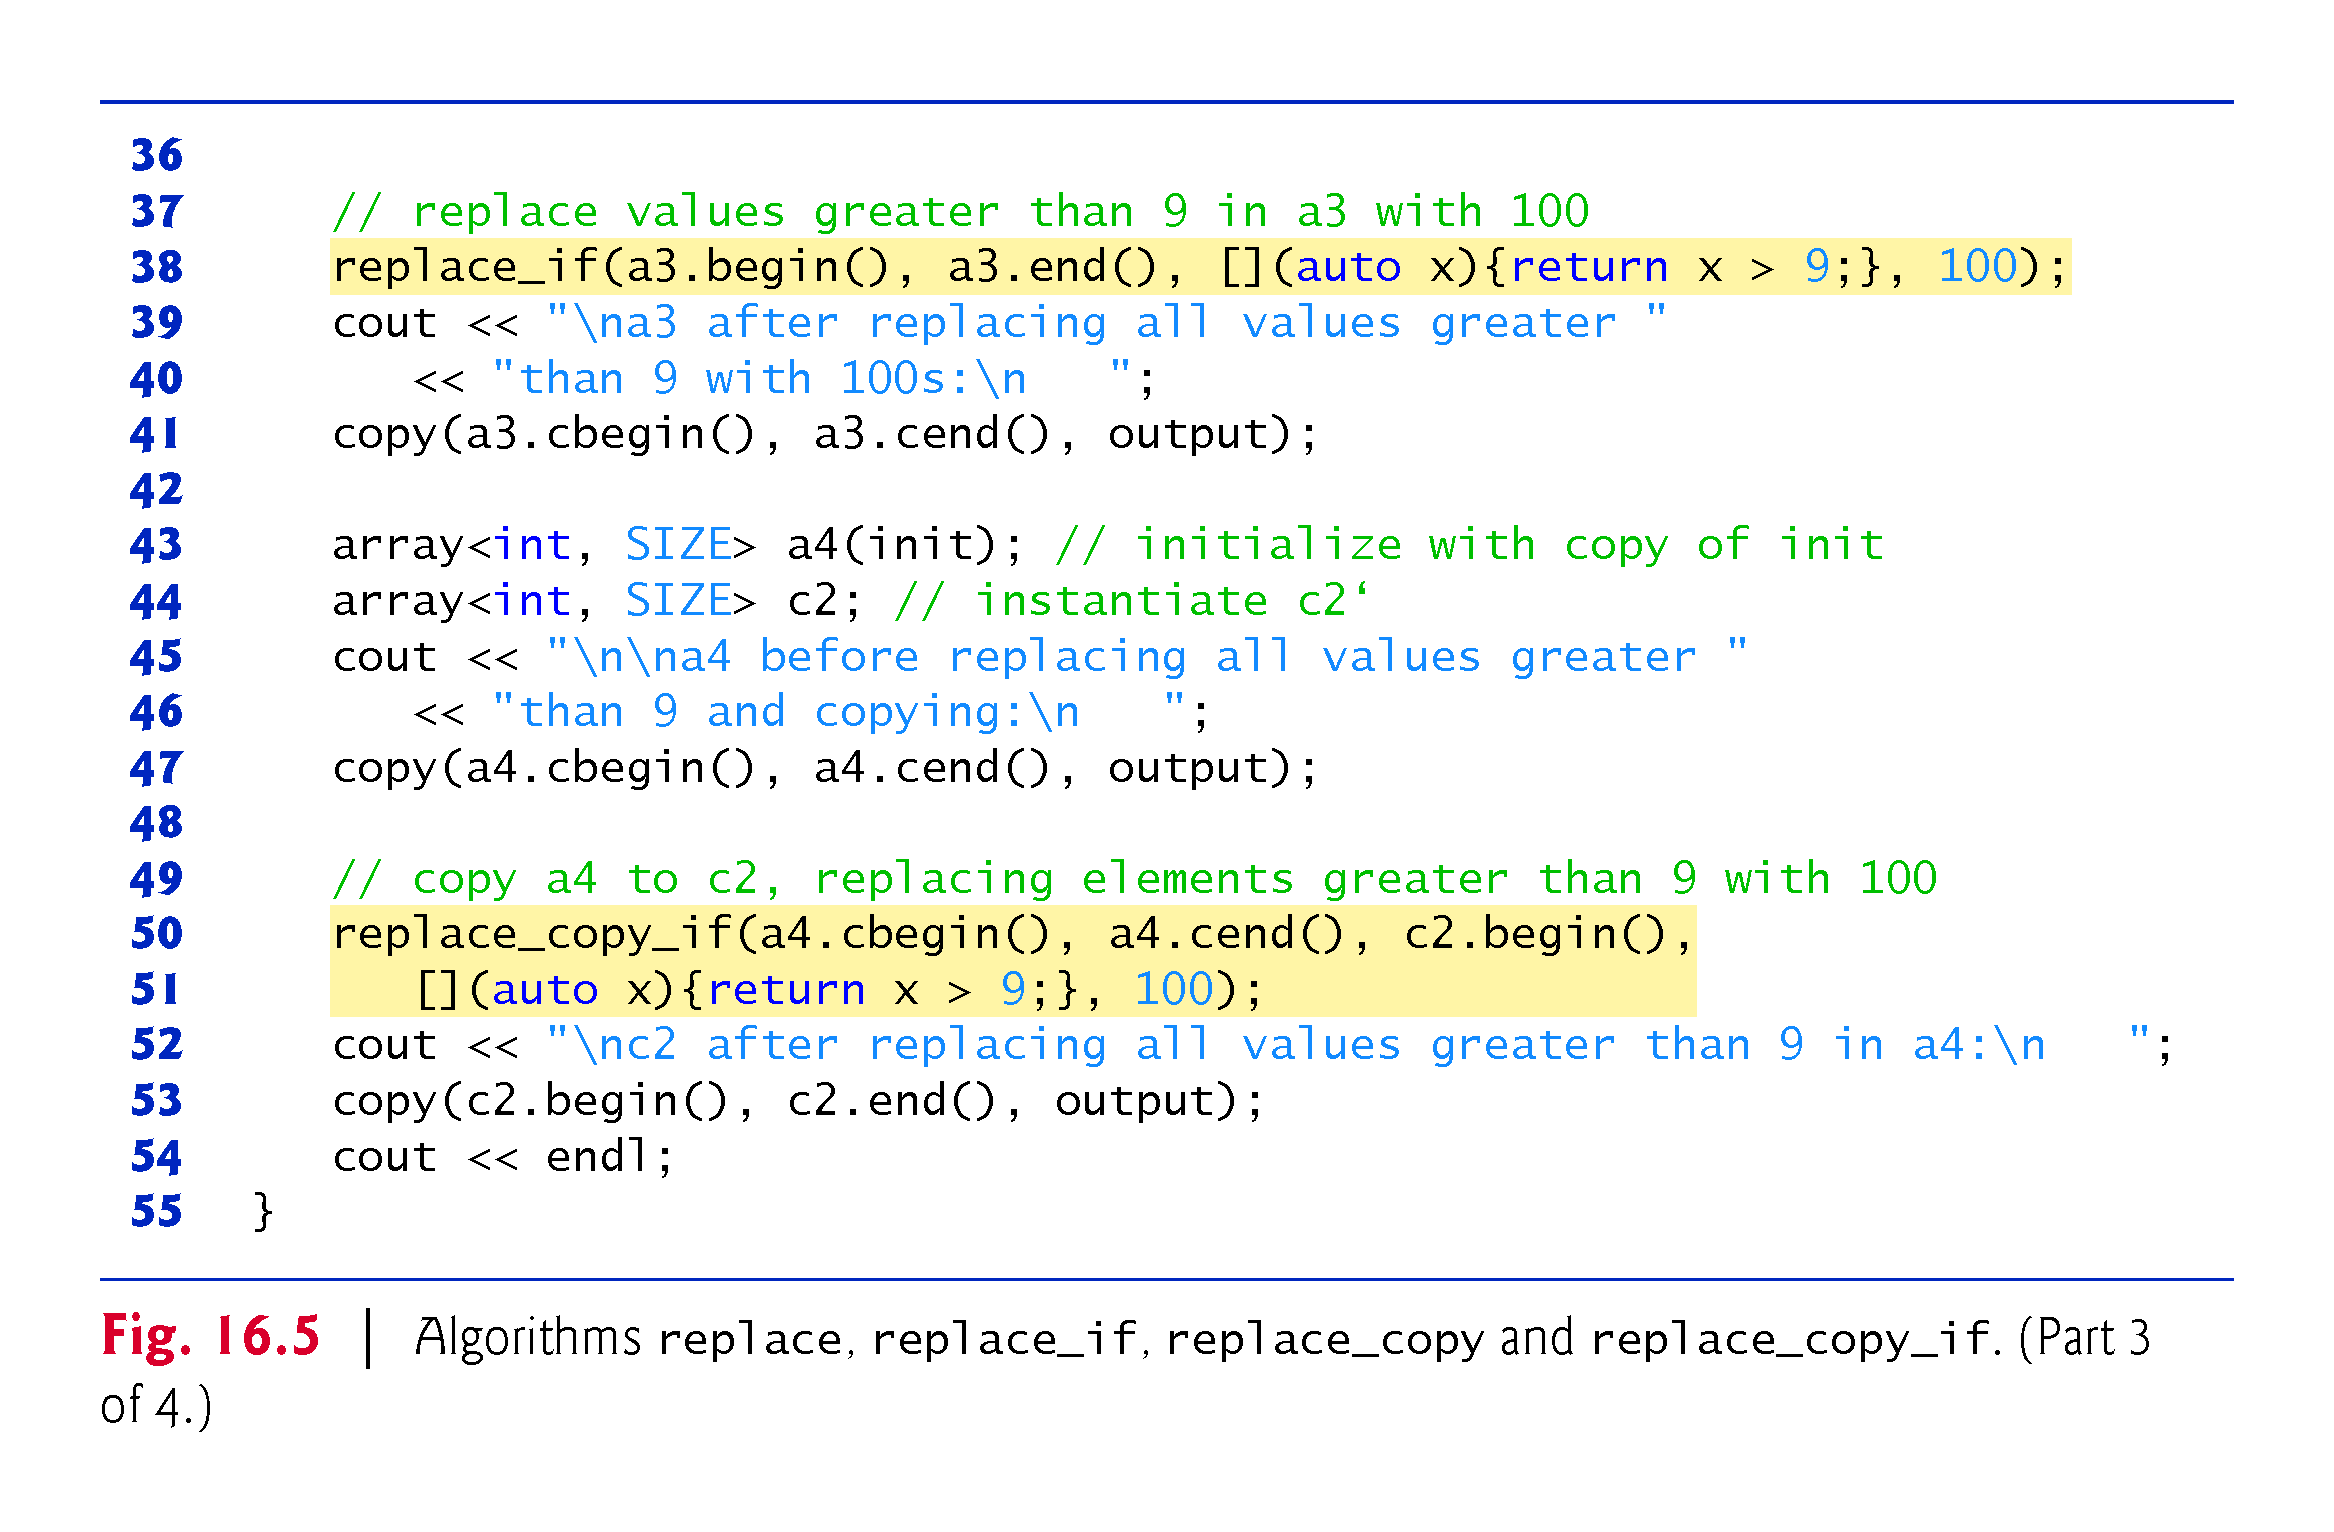 36
37 // replace values greater than 9 in a3 with 100
38 replace_if(a3.begin(), a3.end(), [](auto x){return x > 9;}, 100);
39 cout << "\na3 after replacing all values greater "
40    << "than 9 with 100s:\n   ";
41 copy(a3.cbegin(), a3.cend(), output);
42
43 array<int, SIZE> a4(init); // initialize with copy of init
44 array<int, SIZE> c2; // instantiate c2‘
45 cout << "\n\na4 before replacing all values greater "
46    << "than 9 and copying:\n   ";
47 copy(a4.cbegin(), a4.cend(), output);
48
49 // copy a4 to c2, replacing elements greater than 9 with 100
50 replace_copy_if(a4.cbegin(), a4.cend(), c2.begin(),
51    [](auto x){return x > 9;}, 100);
52 cout << "\nc2 after replacing all values greater than 9 in a4:\n   ";
53 copy(c2.begin(), c2.end(), output);
54 cout << endl;
55 }
Fig. 16.5 | Algorithms replace, replace_if, replace_copy and replace_copy_if. (Part 3
of 4.)